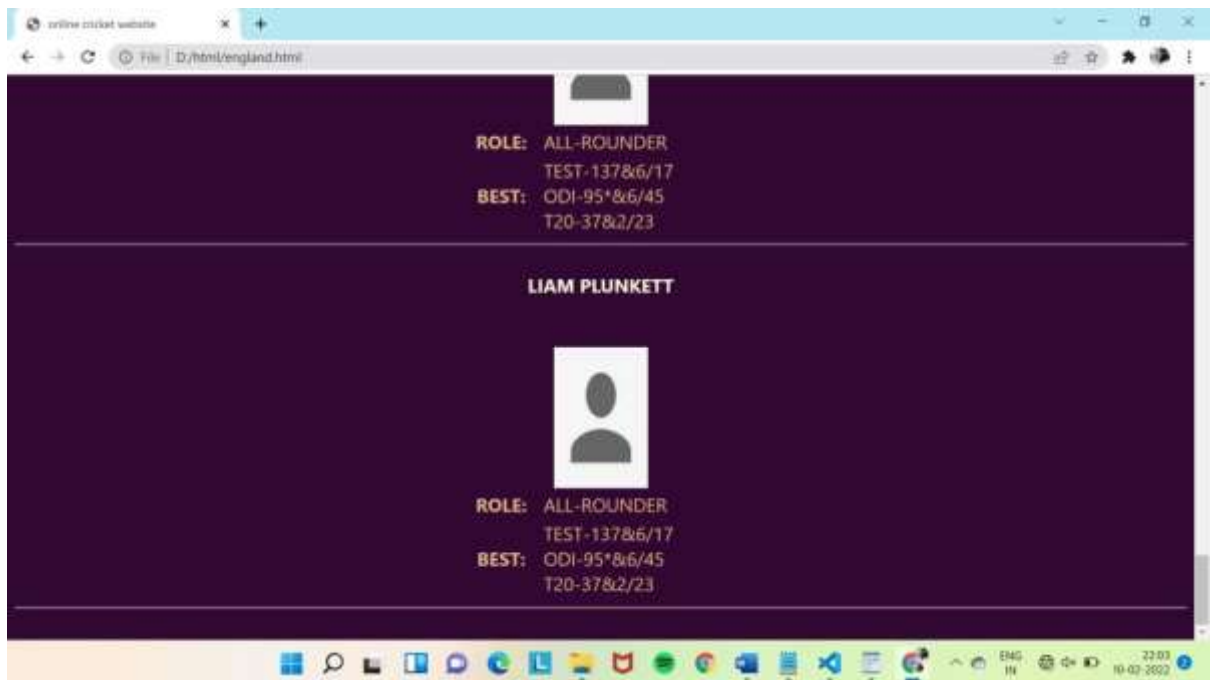 online cricket website
File D:/html/england.html
ROLE: ALL-ROUNDER
TEST-137&6/17
BEST: ODI-95*&6/45
T20-37&2/23
LIAM PLUNKETT
ROLE: ALL-ROUNDER
TEST-137&6/17
BEST: ODI-95*&6/45
T20-37&2/23
ENG
IN
22:03
10-02-2022